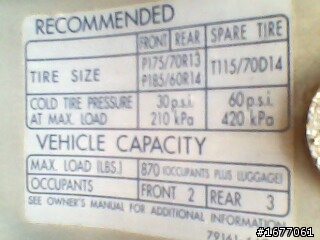 RECOMMENDED
FRONT REAR SPARE TIRE
TIRE SIZE P175/70R13 T115/70D14
P185/60R14
COLD TIRE PRESSURE 30 p.s.i. 60 p.s.i.
AT MAX. LOAD 210 kPa 420 kPa
VEHICLE CAPACITY
MAX. LOAD (LBS.) 870 (OCCUPANTS PLUS LUGGAGE)
OCCUPANTS FRONT 2 REAR 3
SEE OWNER'S MANUAL FOR ADDITIONAL INFORMATION
#1677061